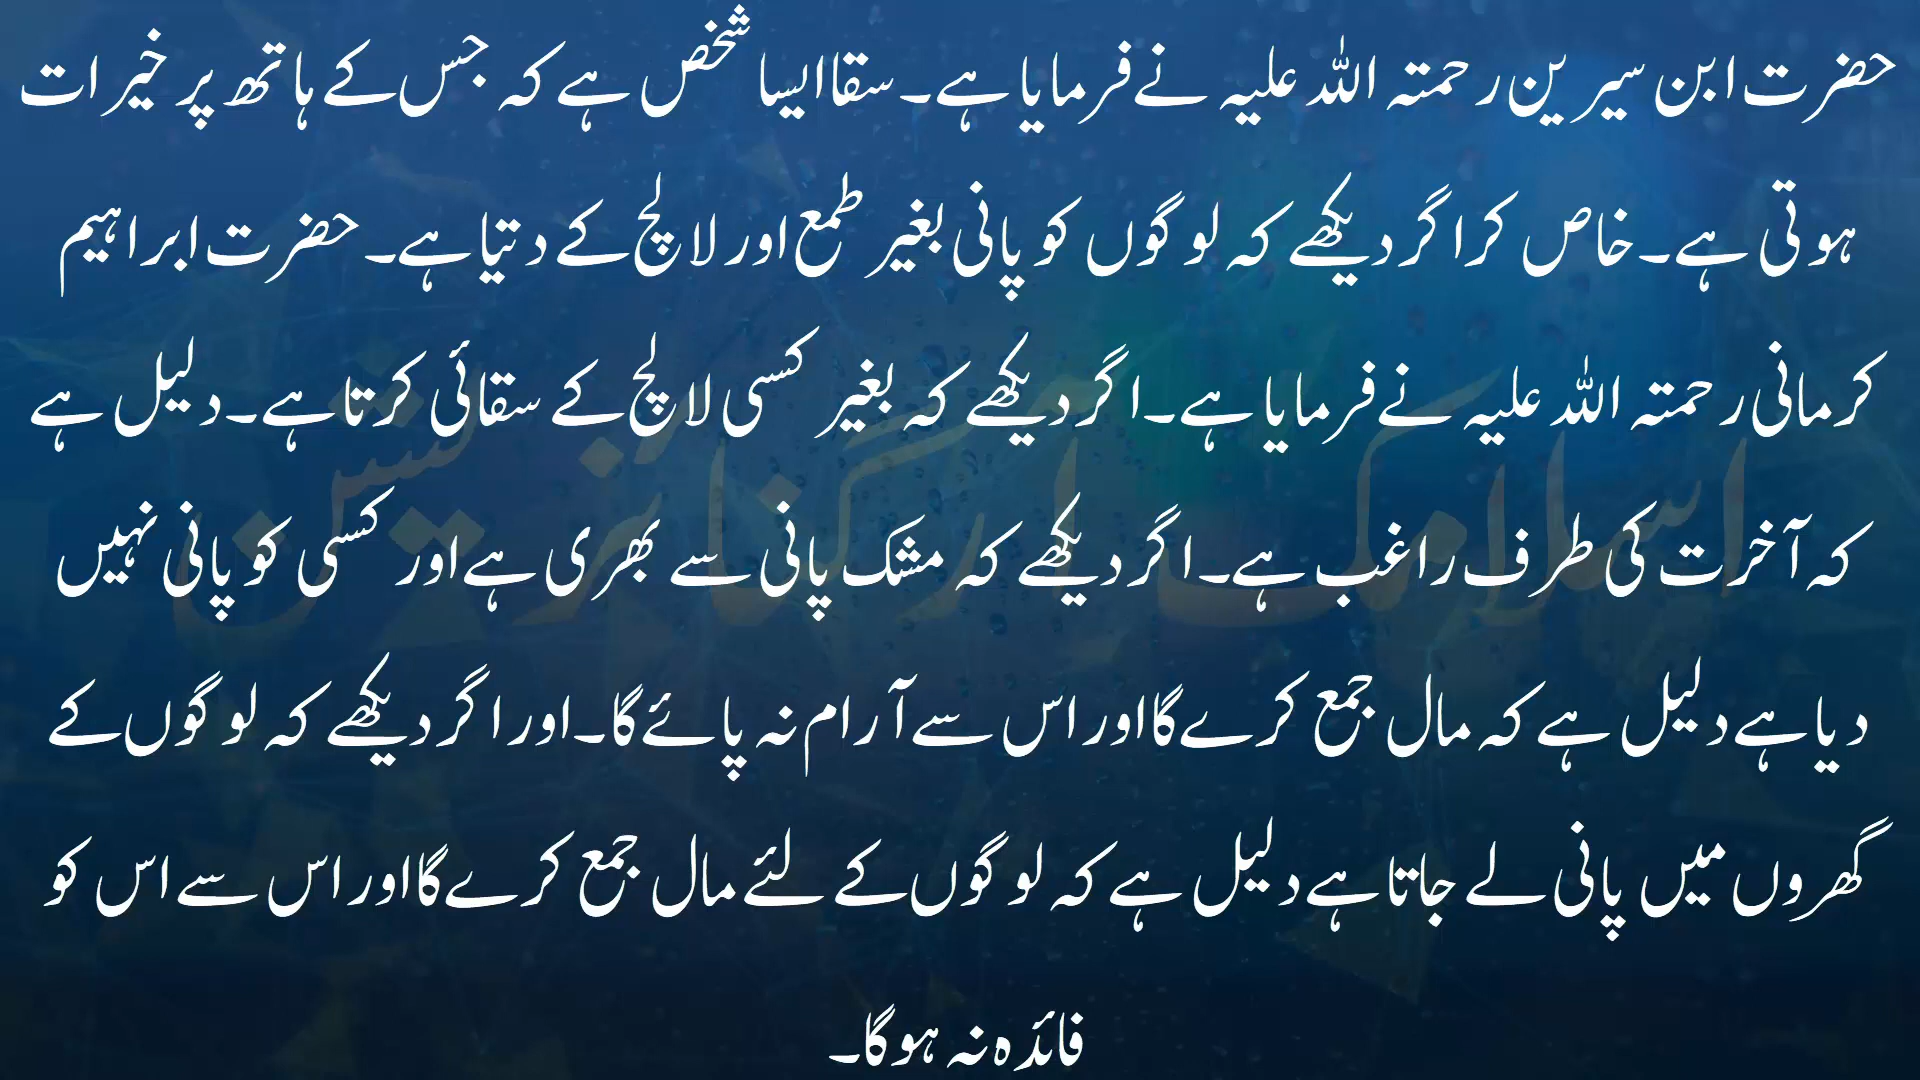 حضرت ابن سیرین رحمتہ اللہ علیہ نے فرمایا ہے۔ سقا ایسا شخص ہے کہ جس کے ہاتھ پر خیرات
ہوتی ہے۔ خاص کر اگر دیکھے کہ لوگوں کو پانی بغیر طمع اور لالچ کے دیتا ہے۔ حضرت ابراہیم
کرمانی رحمتہ اللہ علیہ نے فرمایا ہے۔ اگر دیکھے کہ بغیر کسی لالچ کے سقائی کرتا ہے۔ دلیل ہے
کہ آخرت کی طرف راغب ہے۔ اگر دیکھے کہ مشک پانی سے بھری ہے اور کسی کو پانی نہیں
دیا ہے دلیل ہے کہ مال جمع کرے گا اور اس سے آرام نہ پائے گا۔ اور اگر دیکھے کہ لوگوں کے
گھروں میں پانی لے جاتا ہے دلیل ہے کہ لوگوں کے لئے مال جمع کرے گا اور اس سے اس کو
فائدہ نہ ہو گا۔
اسلامک آرگنائزیشن